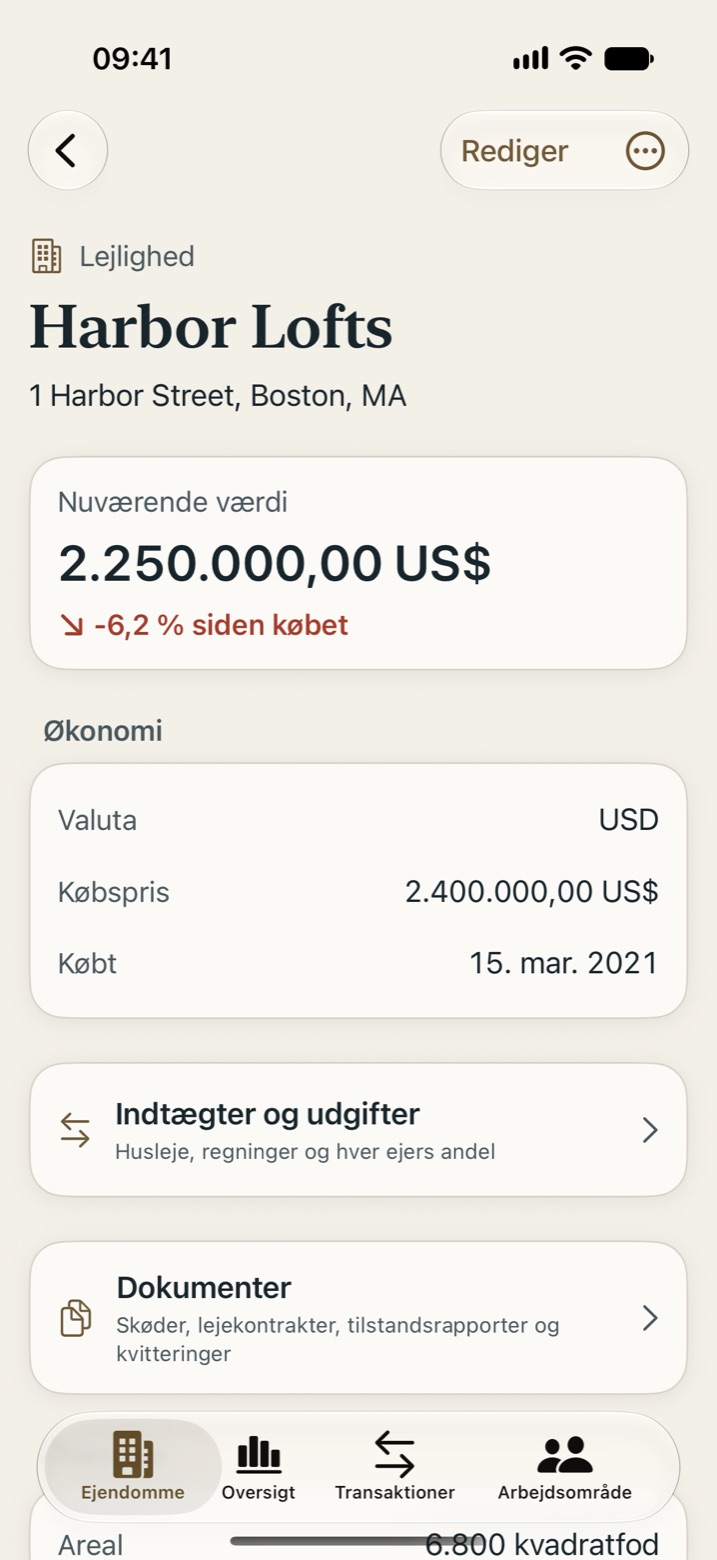 09:41
Rediger
Lejlighed
Harbor Lofts
1 Harbor Street, Boston, MA
Nuværende værdi
2.250.000,00 US$
-6,2 % siden købet
Økonomi
Valuta USD
Købspris 2.400.000,00 US$
Købt 15. mar. 2021
Indtægter og udgifter
Husleje, regninger og hver ejers andel
Dokumenter
Skøder, lejekontrakter, tilstandsrapporter og
kvitteringer
Ejendomme Oversigt Transaktioner Arbejdsområde
Areal 6.800 kvadratfod